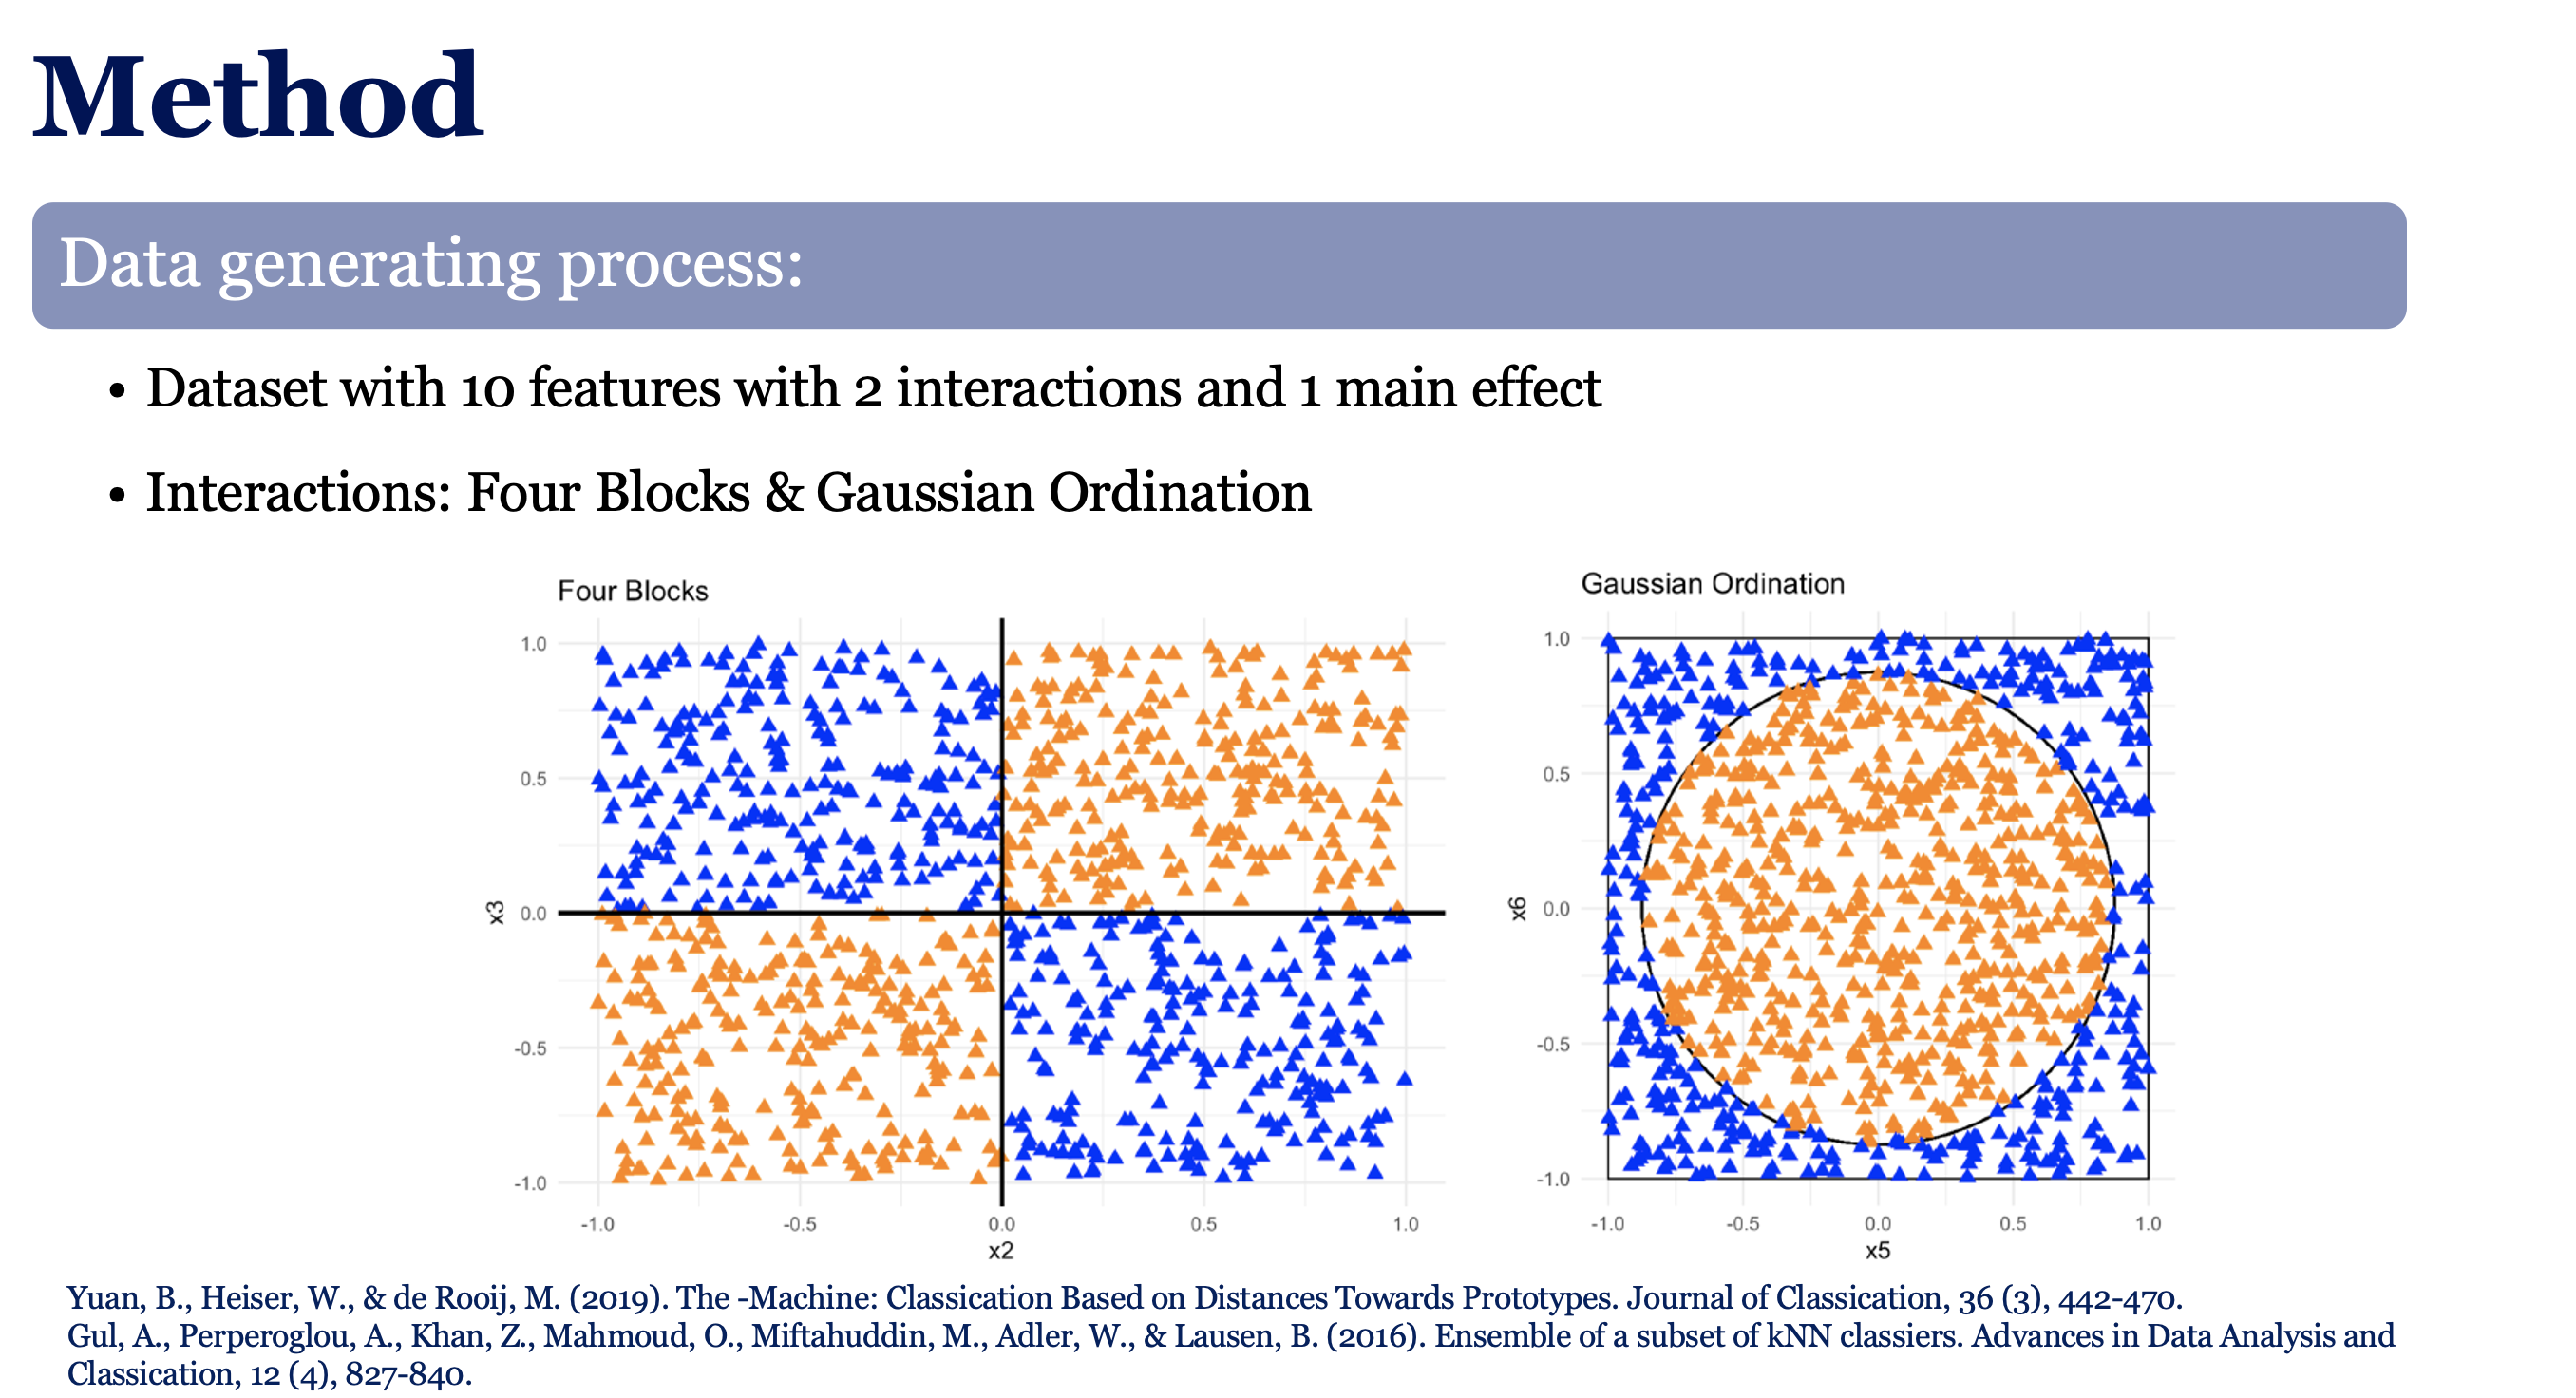 Method
Data generating process:
• Dataset with 10 features with 2 interactions and 1 main effect
• Interactions: Four Blocks & Gaussian Ordination
Four Blocks
1.0
0.5
0.0
-0.5
-1.0
x3
-1.0 -0.5 0.0 0.5 1.0
x2
Gaussian Ordination
1.0
0.5
0.0
-0.5
-1.0
x6
-1.0 -0.5 0.0 0.5 1.0
x5
Yuan, B., Heiser, W., & de Rooij, M. (2019). The -Machine: Classication Based on Distances Towards Prototypes. Journal of Classication, 36 (3), 442-470.
Gul, A., Perperoglou, A., Khan, Z., Mahmoud, O., Miftahuddin, M., Adler, W., & Lausen, B. (2016). Ensemble of a subset of kNN classiers. Advances in Data Analysis and
Classication, 12 (4), 827-840.